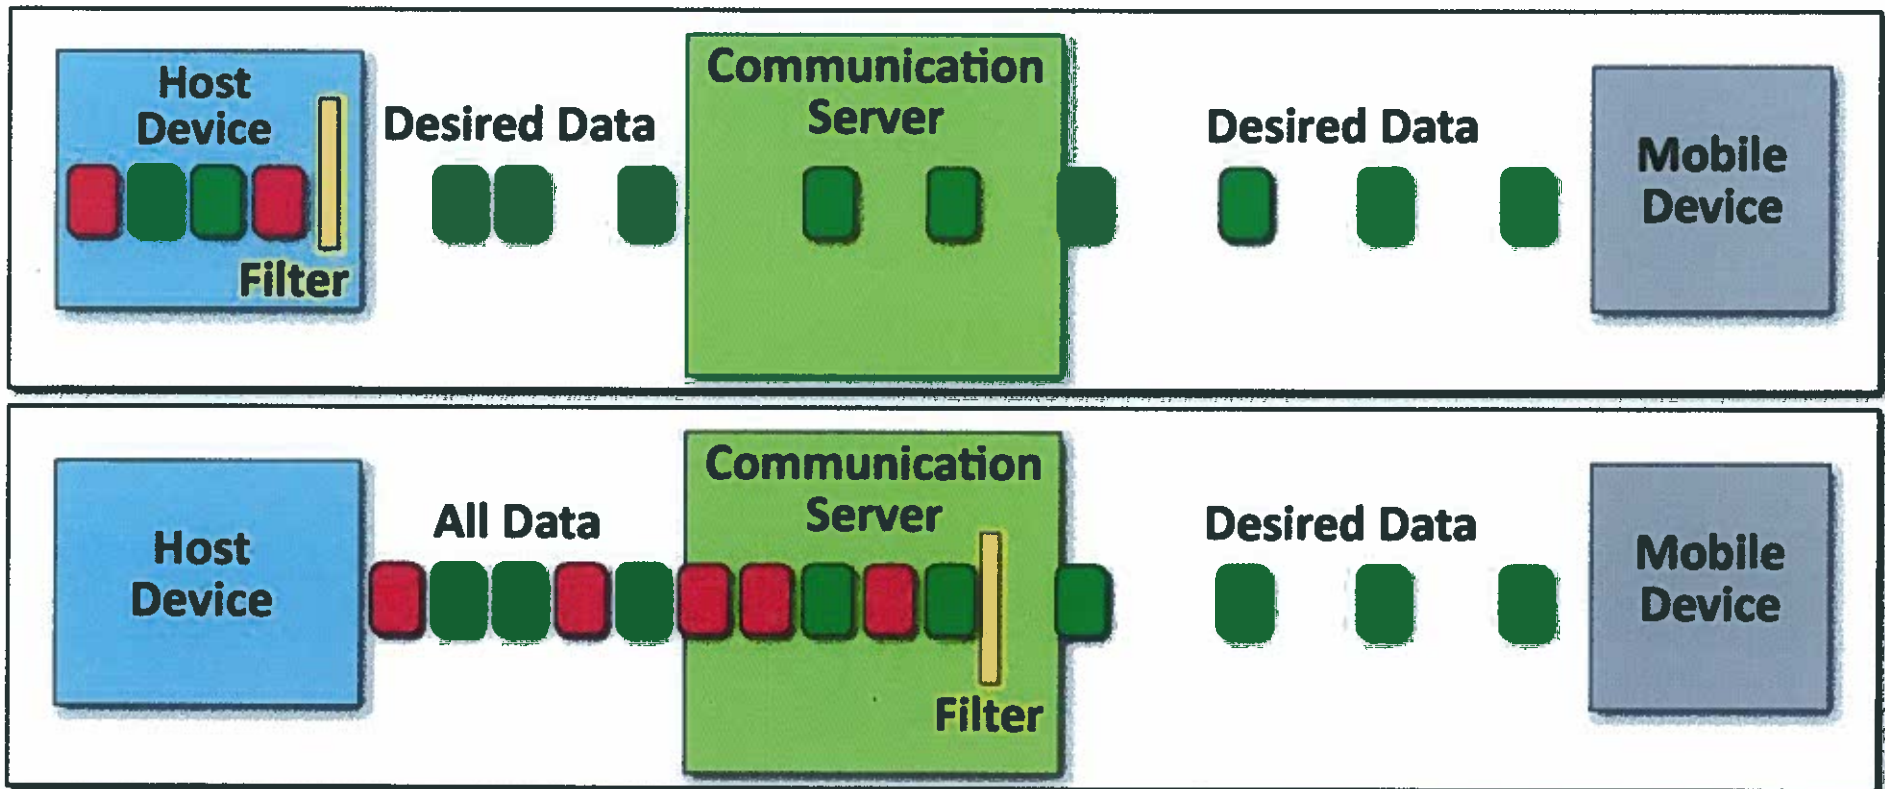 Host
Device
Filter
Desired Data
Communication
Server
Desired Data
Mobile
Device
Host
Device
All Data
Communication
Server
Filter
Desired Data
Mobile
Device